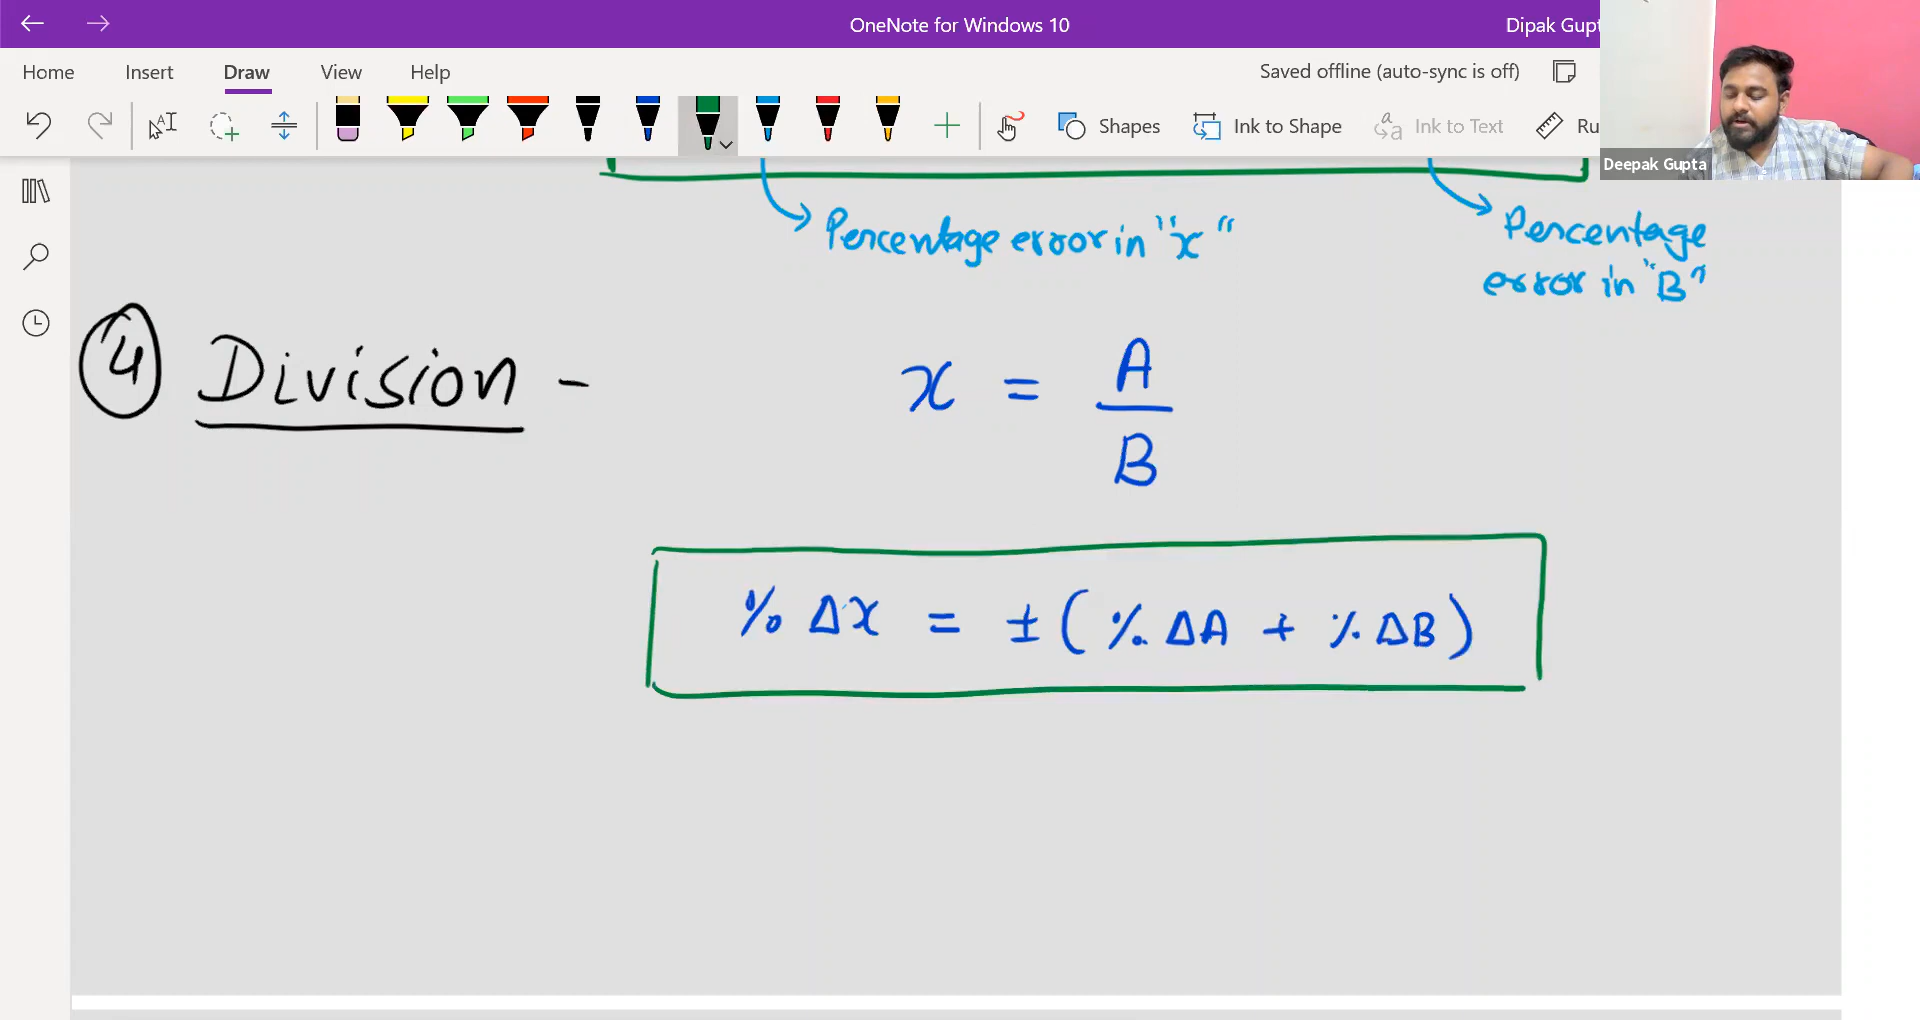 OneNote for Windows 10
Dipak Gupt
Home Insert Draw View Help
Saved offline (auto-sync is off)
Shapes Ink to Shape Ink to Text Ru
Deepak Gupta
Percentage error in "x"
Percentage
error in "B"
4 Division -
x = A
B
% Δx = ± ( % ΔA + % ΔB )